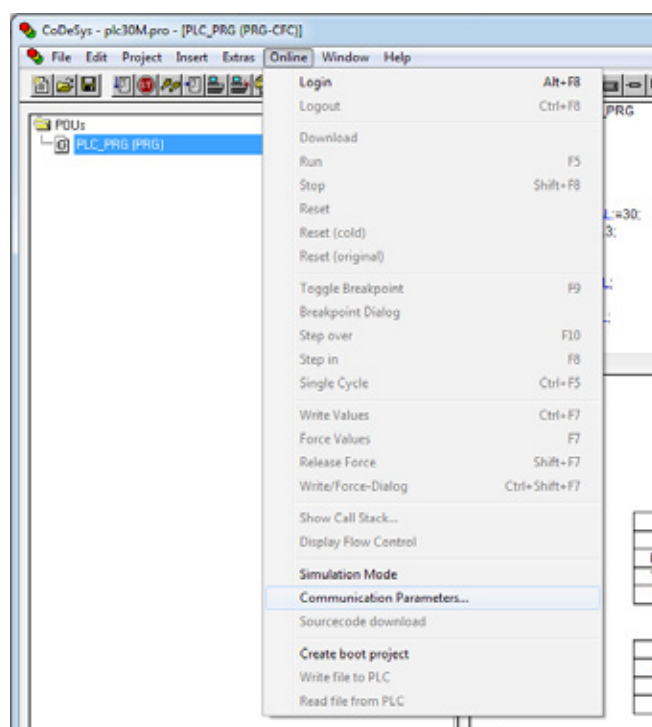 CoDeSys - plc30M.pro - [PLC_PRG (PRG-CFC)]
File Edit Project Insert Extras Online Window Help
POUs
PLC_PRG (PRG)
Login Alt+F8
Logout Ctrl+F8
Download
Run F5
Stop Shift+F8
Reset
Reset (cold)
Reset (original)
Toggle Breakpoint F9
Breakpoint Dialog
Step over F10
Step in F8
Single Cycle Ctrl+F5
Write Values Ctrl+F7
Force Values F7
Release Force Shift+F7
Write/Force-Dialog Ctrl+Shift+F7
Show Call Stack...
Display Flow Control
Simulation Mode
Communication Parameters...
Sourcecode download
Create boot project
Write file to PLC
Read file from PLC
PRG
L:=30;
3;
L;
L;